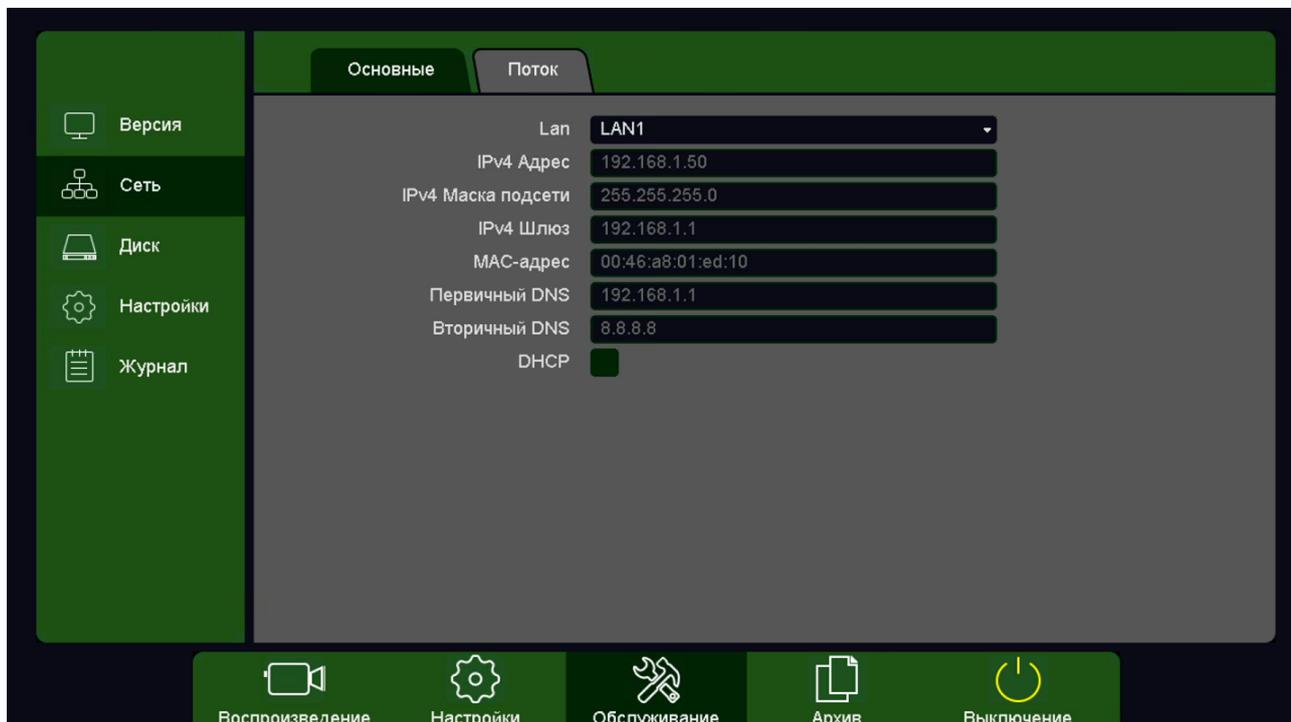 Основные
Поток
Версия
Сеть
Диск
Настройки
Журнал
Lan LAN1
IPv4 Адрес 192.168.1.50
IPv4 Маска подсети 255.255.255.0
IPv4 Шлюз 192.168.1.1
MAC-адрес 00:46:a8:01:ed:10
Первичный DNS 192.168.1.1
Вторичный DNS 8.8.8.8
DHCP
Воспроизведение
Настройки
Обслуживание
Архив
Выключение